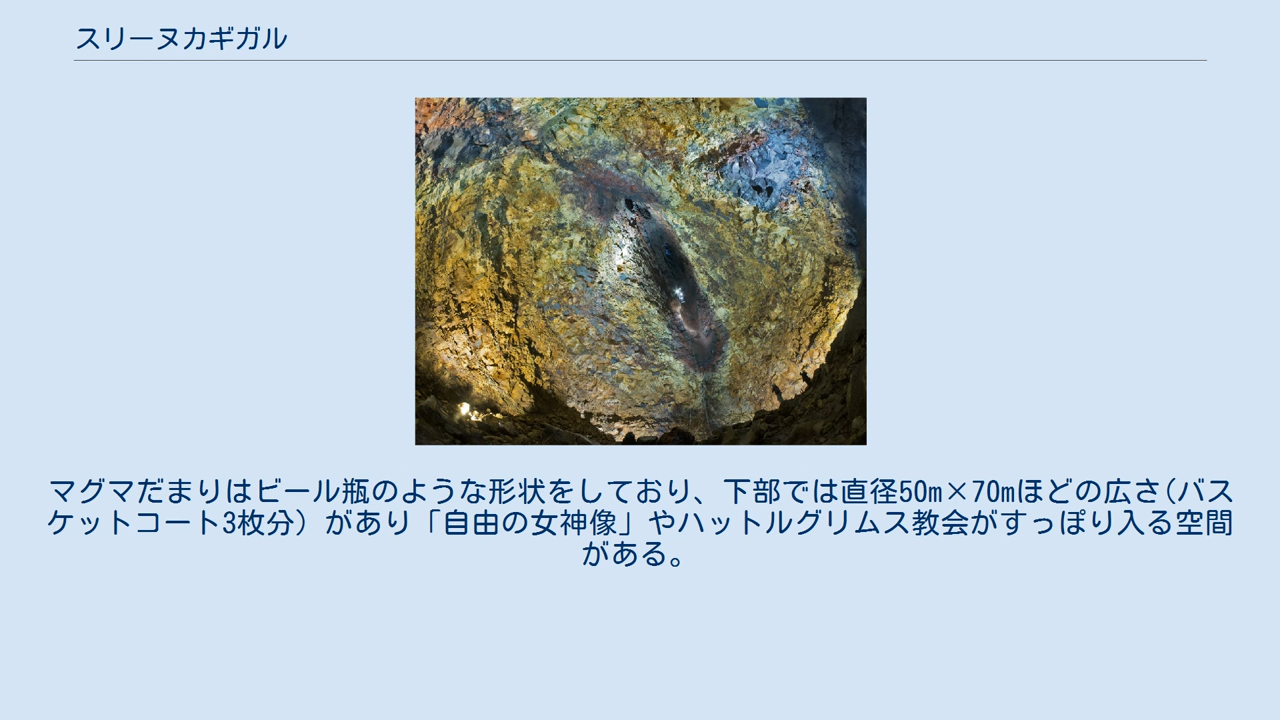 スリーヌカギガル
マグマだまりはビール瓶のような形状をしており、下部では直径50m×70mほどの広さ(バス
ケットコート3枚分) があり「自由の女神像」やハットルグリムス教会がすっぽり入る空間
がある。